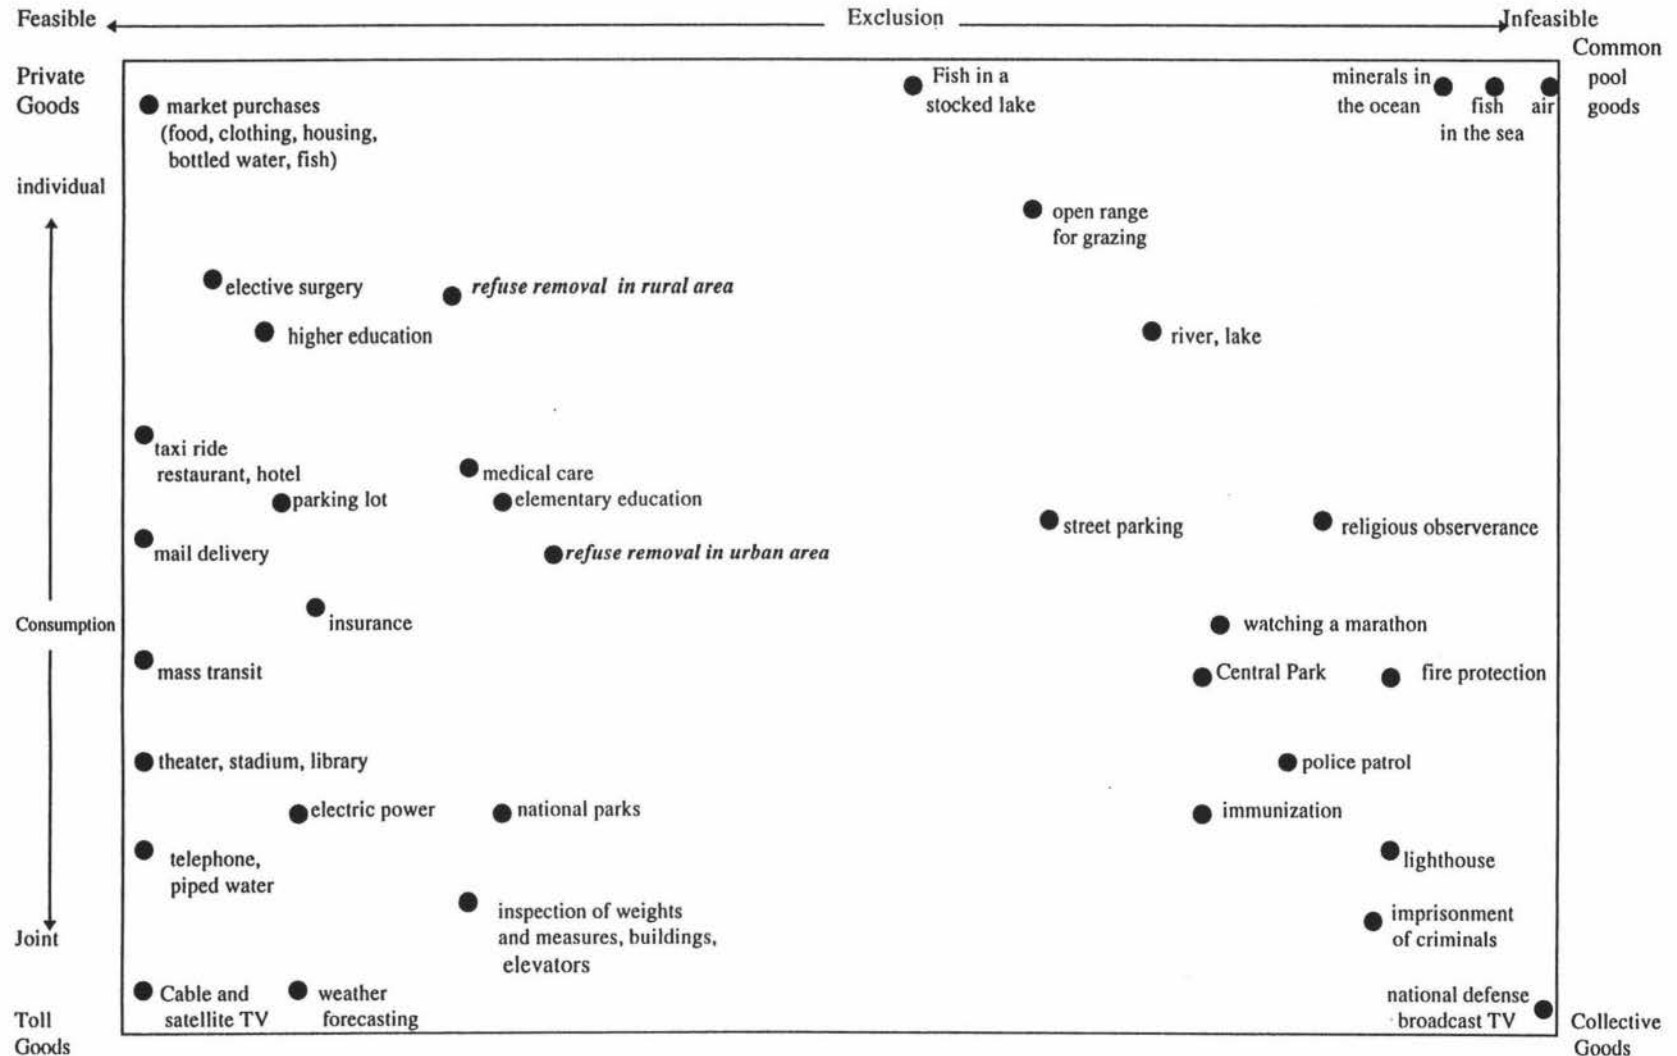 Feasible
Exclusion
Infeasible
Common
pool
goods
Private
Goods
market purchases
(food, clothing, housing,
bottled water, fish)
Fish in a
stocked lake
minerals in
the ocean
fish
in the sea
air
individual
open range
for grazing
elective surgery
refuse removal in rural area
higher education
river, lake
taxi ride
restaurant, hotel
medical care
parking lot
elementary education
street parking
religious observerance
mail delivery
refuse removal in urban area
Consumption
insurance
watching a marathon
mass transit
Central Park
fire protection
theater, stadium, library
police patrol
electric power
national parks
immunization
telephone,
piped water
lighthouse
inspection of weights
and measures, buildings,
elevators
imprisonment
of criminals
Joint
Cable and
satellite TV
weather
forecasting
national defense
broadcast TV
Toll
Goods
Collective
Goods